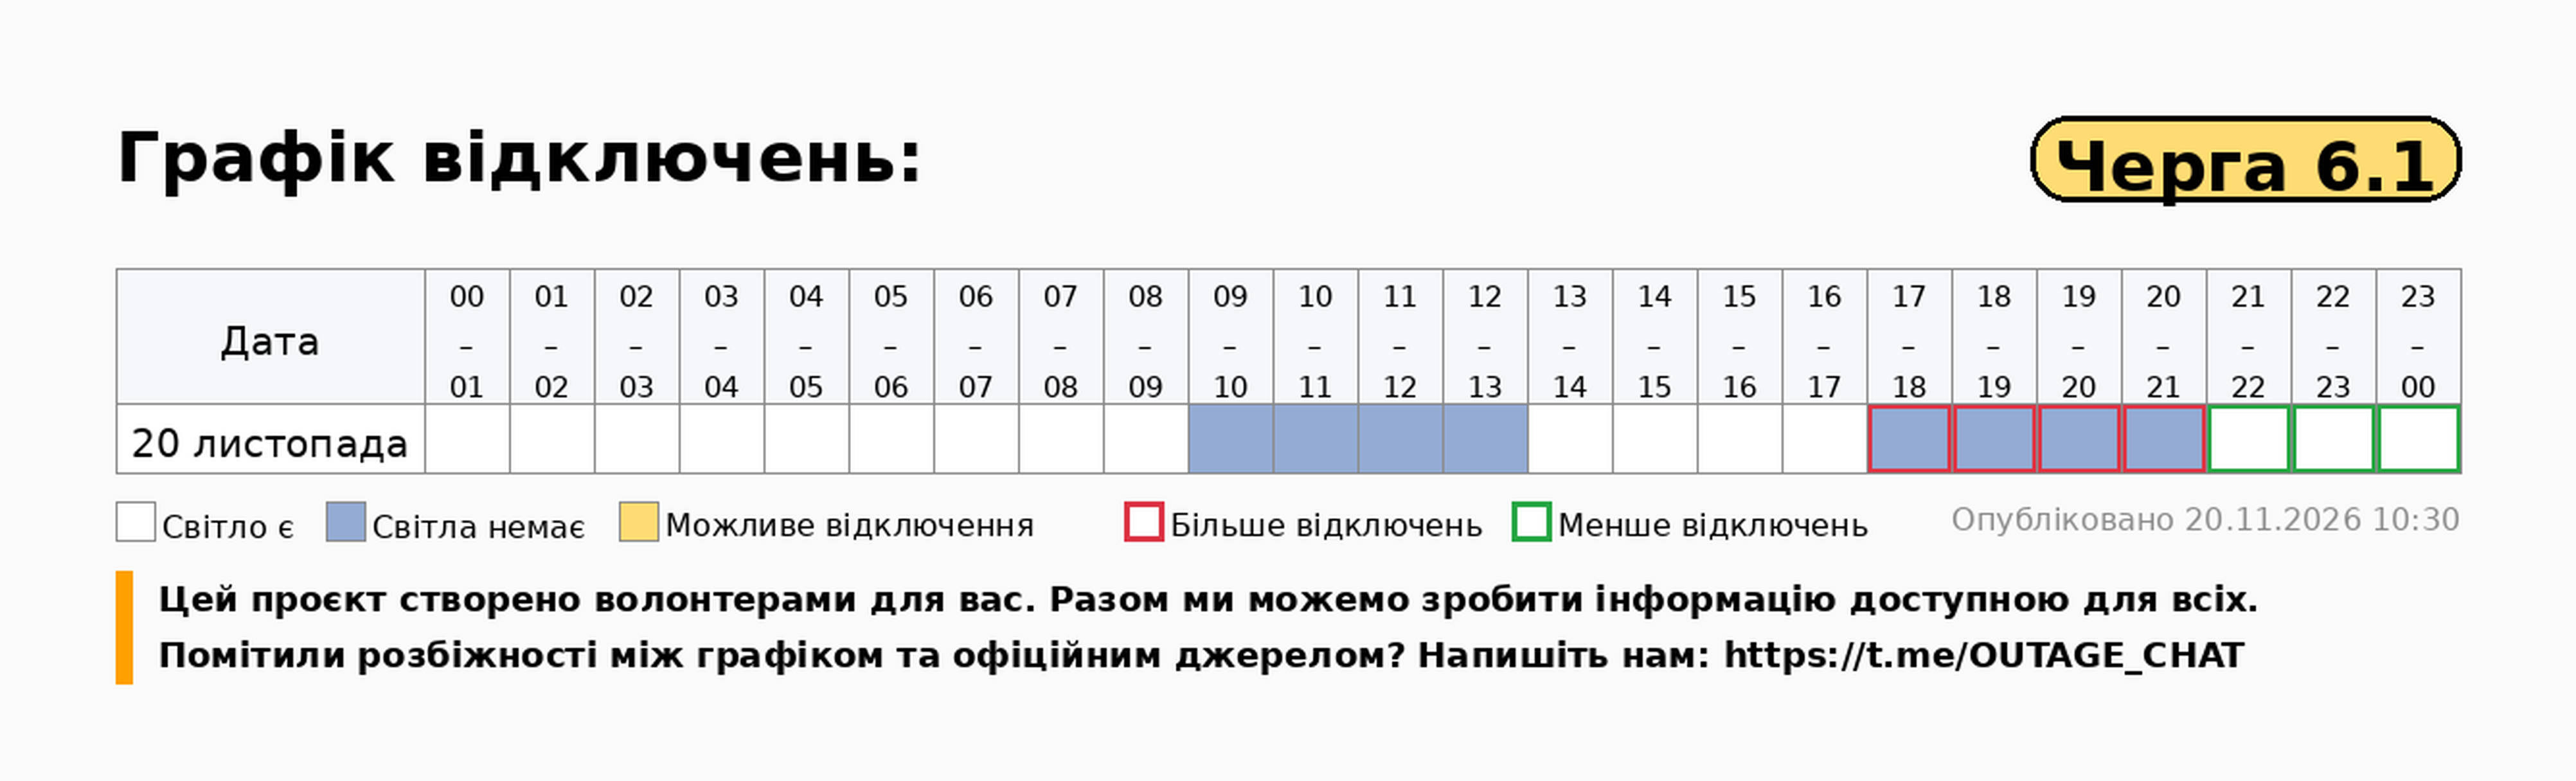 Графік відключень:
Черга 6.1
Дата
00 – 01
01 – 02
02 – 03
03 – 04
04 – 05
05 – 06
06 – 07
07 – 08
08 – 09
09 – 10
10 – 11
11 – 12
12 – 13
13 – 14
14 – 15
15 – 16
16 – 17
17 – 18
18 – 19
19 – 20
20 – 21
21 – 22
22 – 23
23 – 00
20 листопада
Світло є
Світла немає
Можливе відключення
Більше відключень
Менше відключень
Опубліковано 20.11.2026 10:30
Цей проєкт створено волонтерами для вас. Разом ми можемо зробити інформацію доступною для всіх.
Помітили розбіжності між графіком та офіційним джерелом? Напишіть нам: https://t.me/OUTAGE_CHAT